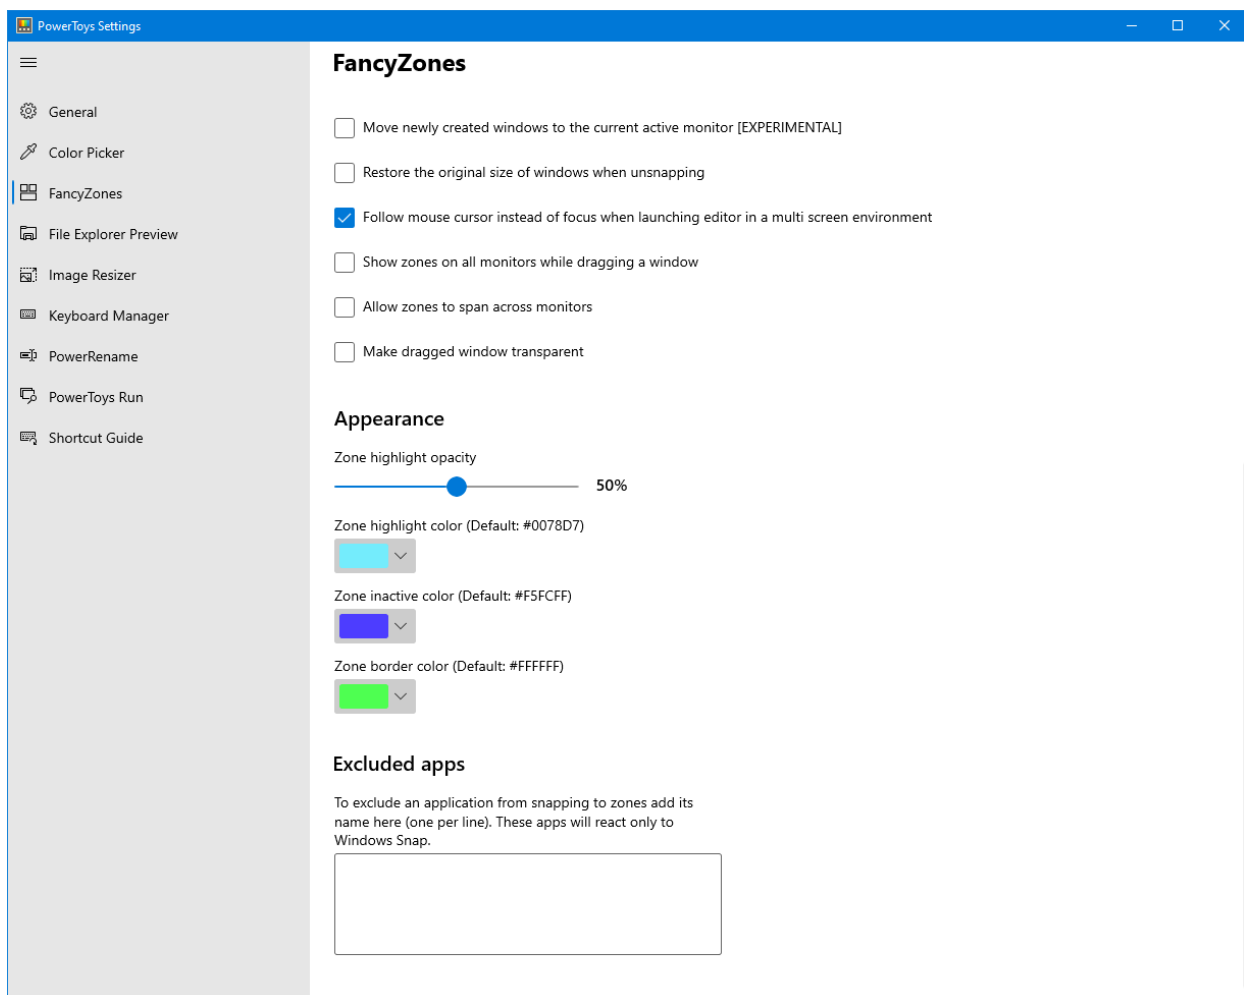 PowerToys Settings
FancyZones
General
Color Picker
FancyZones
File Explorer Preview
Image Resizer
Keyboard Manager
PowerRename
PowerToys Run
Shortcut Guide
Move newly created windows to the current active monitor [EXPERIMENTAL]
Restore the original size of windows when unsnapping
Follow mouse cursor instead of focus when launching editor in a multi screen environment
Show zones on all monitors while dragging a window
Allow zones to span across monitors
Make dragged window transparent
Appearance
Zone highlight opacity
50%
Zone highlight color (Default: #0078D7)
Zone inactive color (Default: #F5FCFF)
Zone border color (Default: #FFFFFF)
Excluded apps
To exclude an application from snapping to zones add its
name here (one per line). These apps will react only to
Windows Snap.